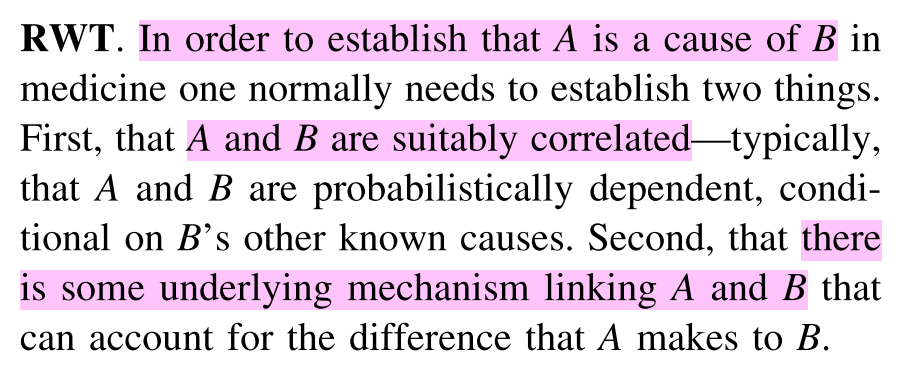 RWT. In order to establish that A is a cause of B in
medicine one normally needs to establish two things.
First, that A and B are suitably correlated—typically,
that A and B are probabilistically dependent, condi-
tional on B’s other known causes. Second, that there
is some underlying mechanism linking A and B that
can account for the difference that A makes to B.